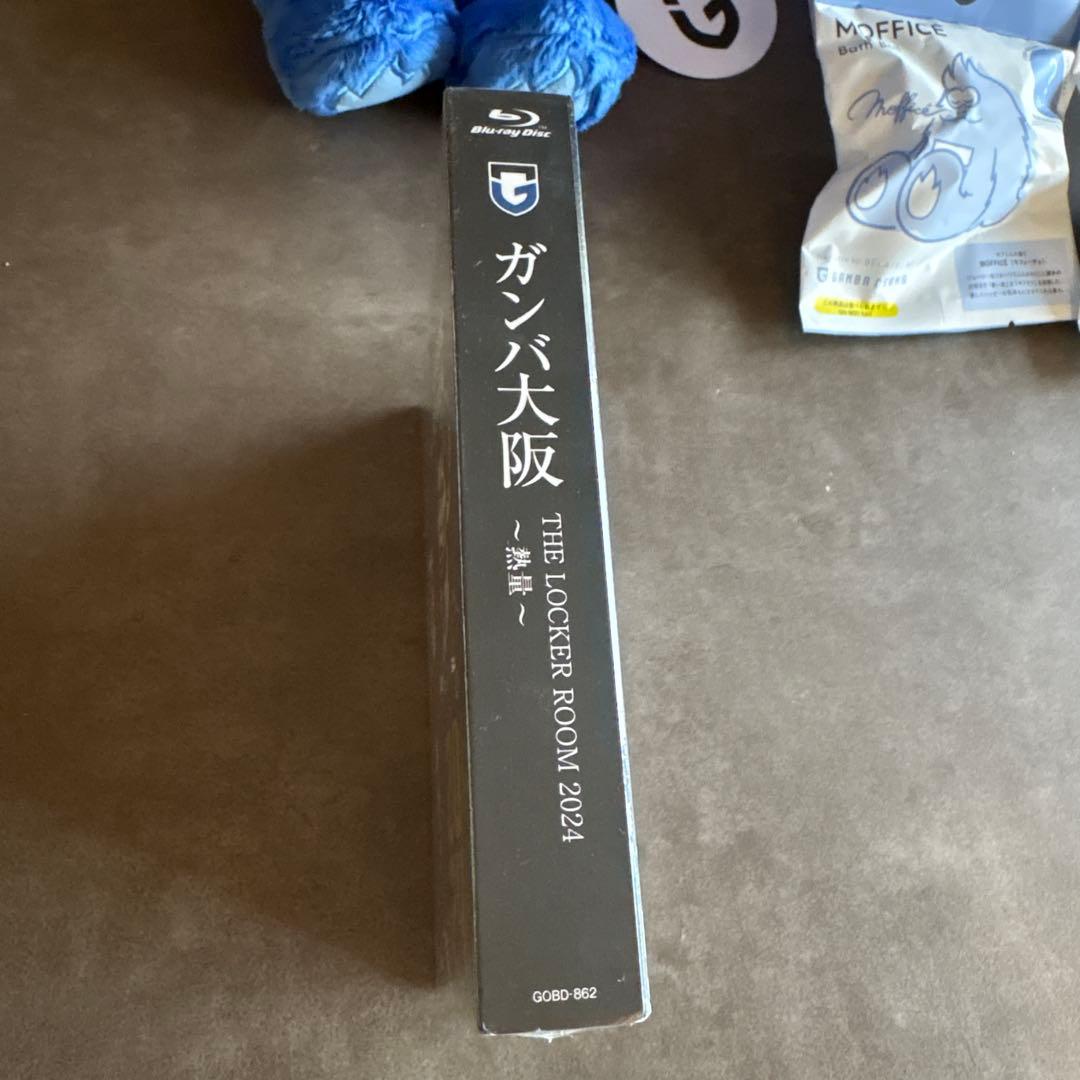 Blu-ray Disc
ガンバ大阪
THE LOCKER ROOM 2024
～熱量～
GOBD-862
G
MOFFICE
Bath
Moffice
GAMBA OSAKA